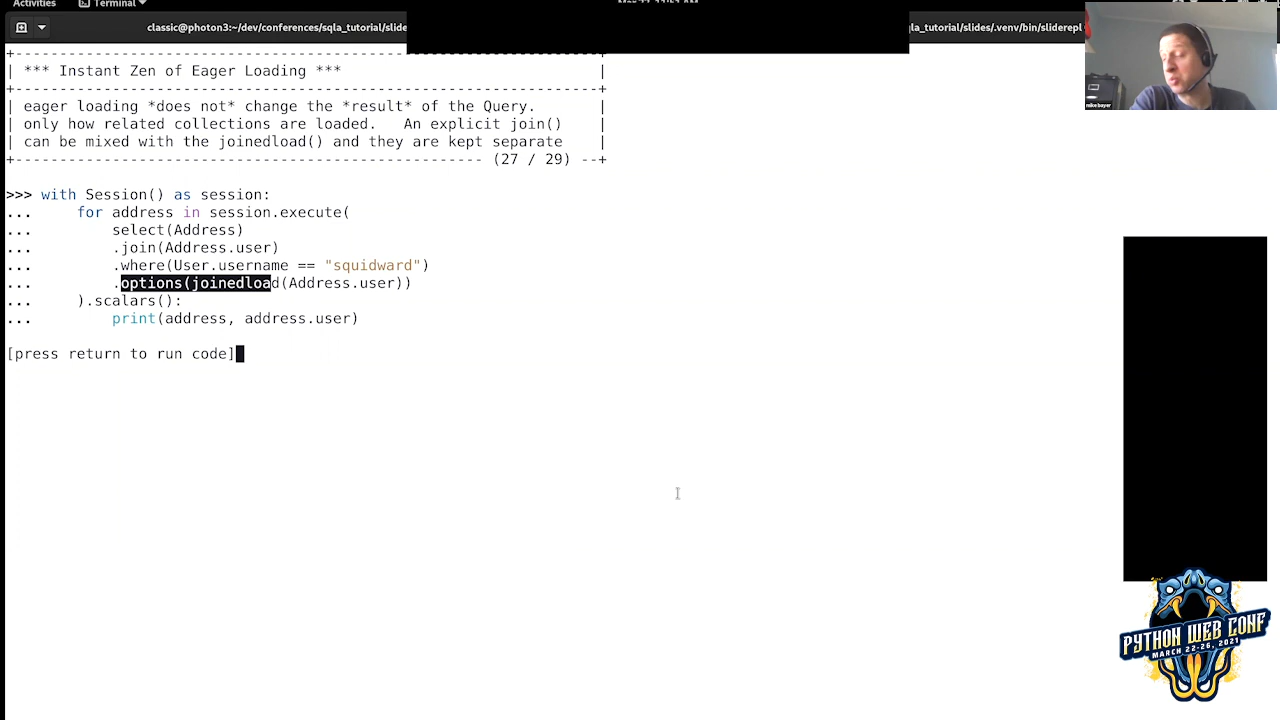 Activities Terminal
classic@photon3:~/dev/conferences/sqla_tutorial/slide
la_tutorial/slides/.venv/bin/sliderepl
mike bayer
+------------------------------------------------------------------+
| *** Instant Zen of Eager Loading *** |
+------------------------------------------------------------------+
| eager loading *does not* change the *result* of the Query. |
| only how related collections are loaded. An explicit join() |
| can be mixed with the joinedload() and they are kept separate |
+----------------------------------------------------- (27 / 29) --+
>>> with Session() as session:
... for address in session.execute(
... select(Address)
... .join(Address.user)
... .where(User.username == "squidward")
... .options(joinedload(Address.user))
... ).scalars():
... print(address, address.user)
[press return to run code]
PYTHON WEB CONF
MARCH 22-26, 2021